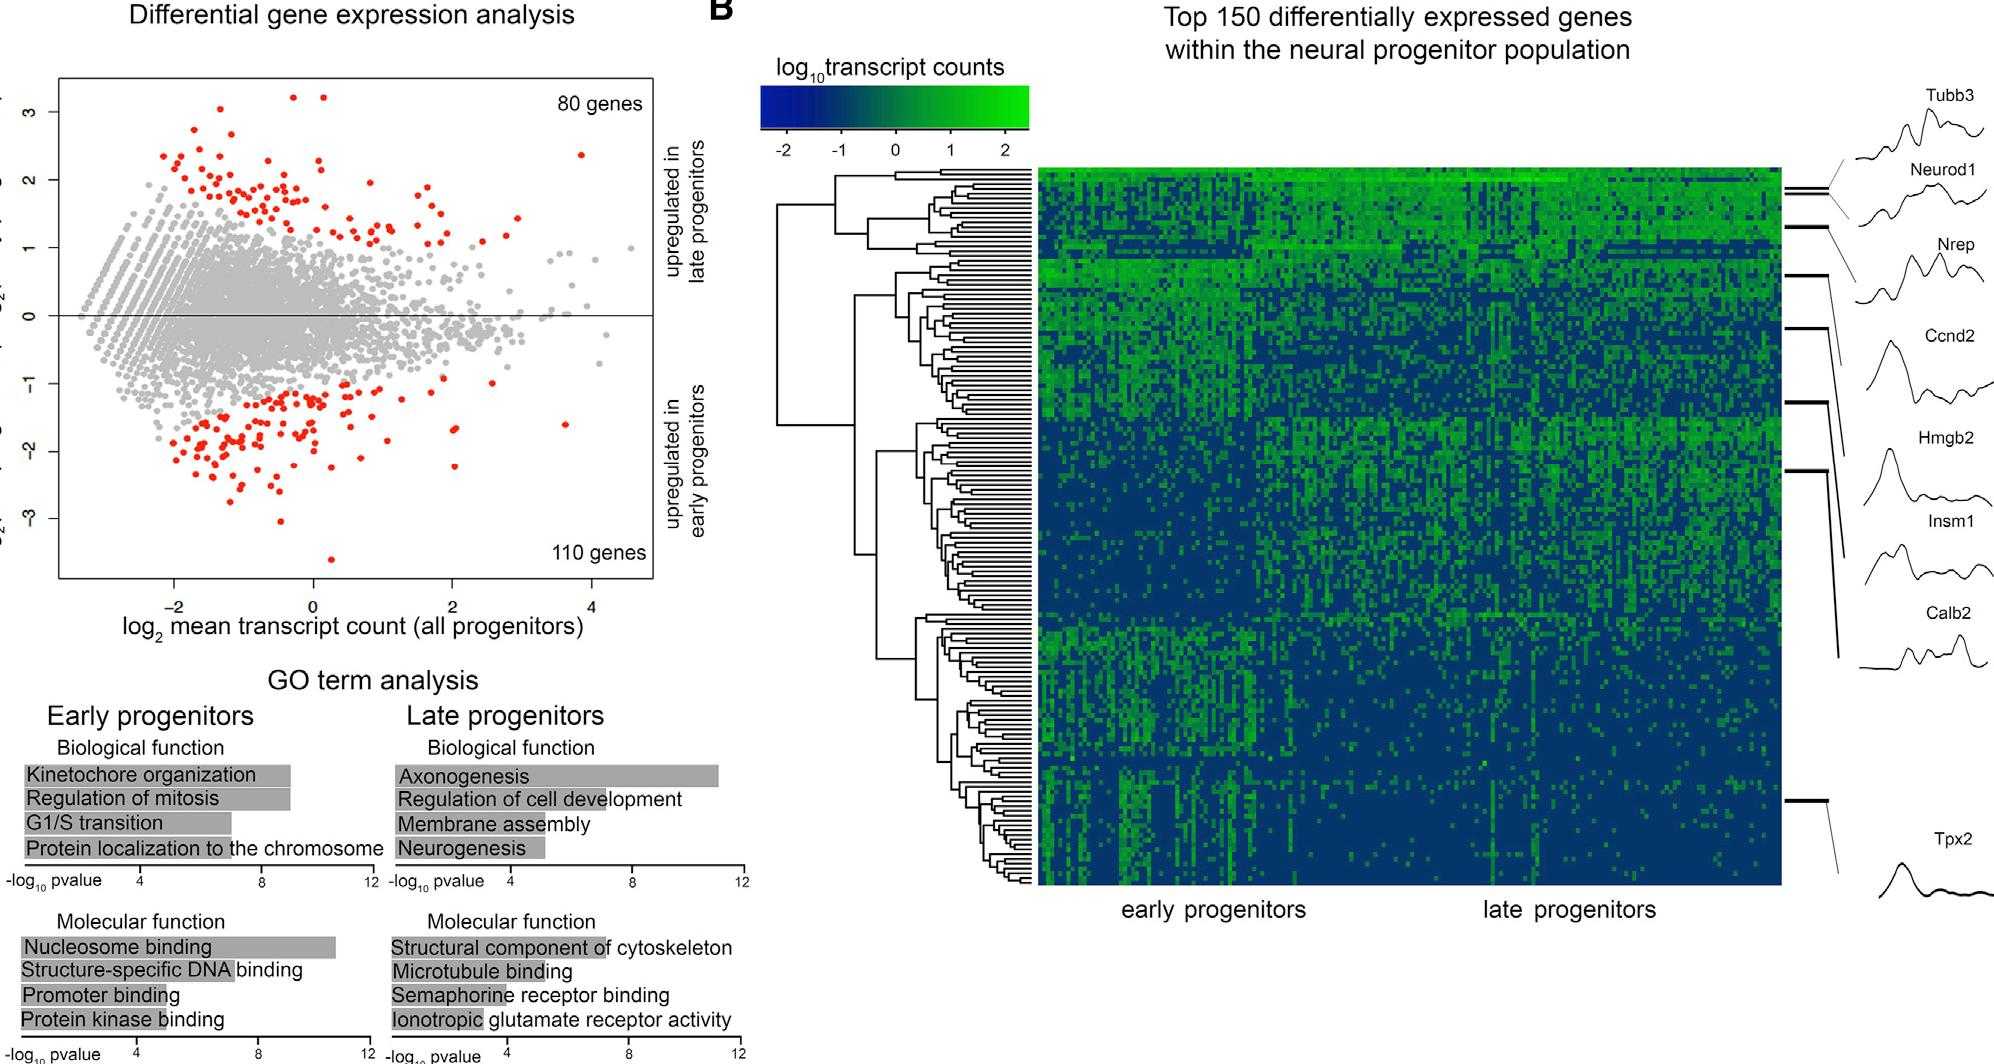 Differential gene expression analysis
80 genes
3
2
1
0
−1
−2
−3
upregulated in
late progenitors
upregulated in
early progenitors
110 genes
−2 0 2 4
log2 mean transcript count (all progenitors)
GO term analysis
Early progenitors
Biological function
Kinetochore organization
Regulation of mitosis
G1/S transition
Protein localization to the chromosome
-log10 pvalue 4 8 12
Molecular function
Nucleosome binding
Structure-specific DNA binding
Promoter binding
Protein kinase binding
-log10 pvalue 4 8 12
Late progenitors
Biological function
Axonogenesis
Regulation of cell development
Membrane assembly
Neurogenesis
-log10 pvalue 4 8 12
Molecular function
Structural component of cytoskeleton
Microtubule binding
Semaphorine receptor binding
Ionotropic glutamate receptor activity
-log10 pvalue 4 8 12
B
Top 150 differentially expressed genes
within the neural progenitor population
log10transcript counts
-2 -1 0 1 2
Tubb3
Neurod1
Nrep
Ccnd2
Hmgb2
Insm1
Calb2
Tpx2
early progenitors
late progenitors